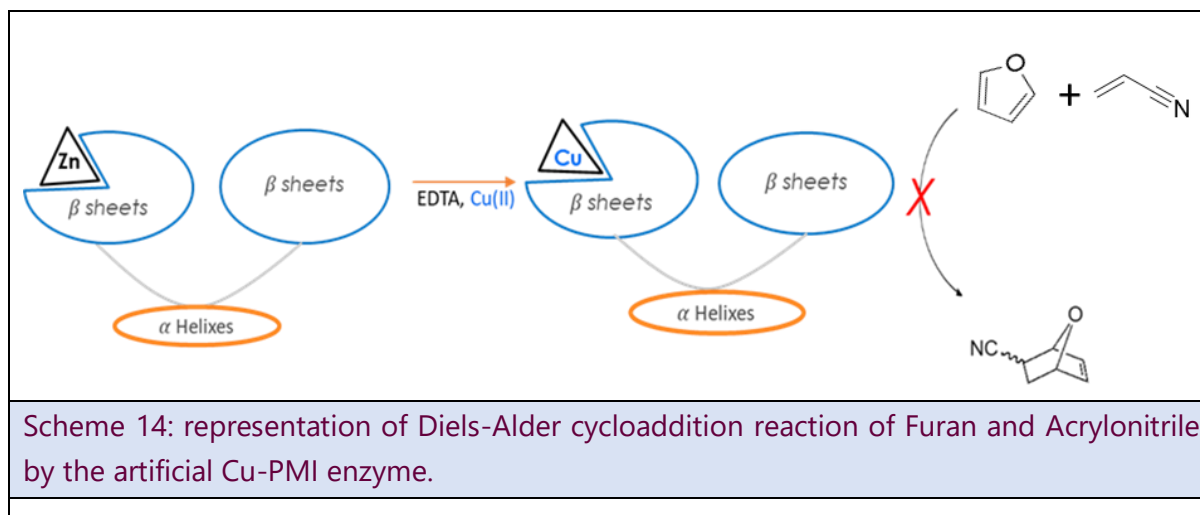 O
+
N
Zn
β sheets
β sheets
EDTA, Cu(II)
Cu
β sheets
β sheets
X
α Helixes
α Helixes
O
NC
Scheme 14: representation of Diels-Alder cycloaddition reaction of Furan and Acrylonitrile
by the artificial Cu-PMI enzyme.